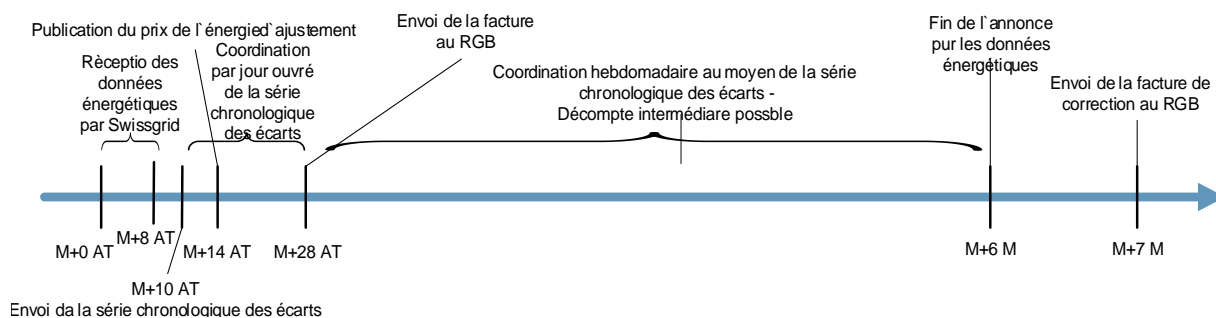 Publication du prix de l`énergied`ajustement
Envoi de la facture
au RGB
Fin de l`annonce
pur les données
énergétiques
Rèceptio des
données
énergétiques
par Swissgrid
Coordination
par jour ouvré
de la série
chronologique
des écarts
Coordination hebdomadaire au moyen de la série
chronologique des écarts -
Décompte intermédiare possble
Envoi de la facture de
correction au RGB
M+0 AT
M+8 AT
M+14 AT
M+28 AT
M+6 M
M+7 M
M+10 AT
Envoi da la série chronologique des écarts